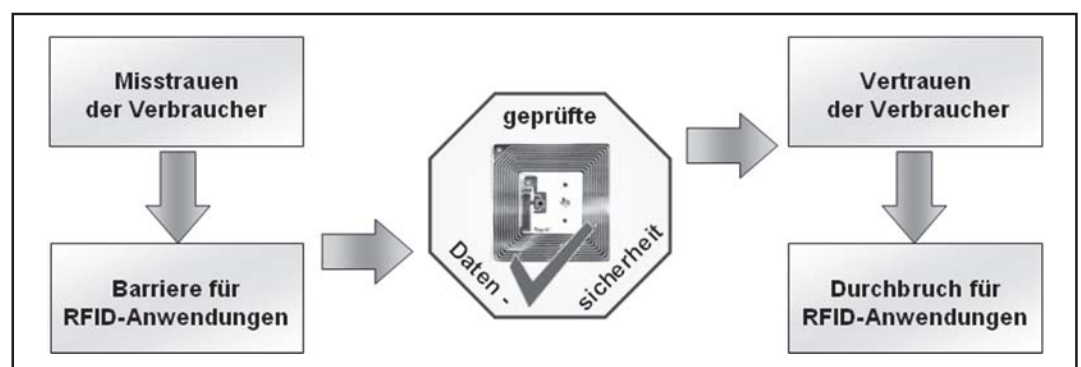 Misstrauen
der Verbraucher
Barriere für
RFID-Anwendungen
geprüfte
Daten -
sicherheit
Vertrauen
der Verbraucher
Durchbruch für
RFID-Anwendungen